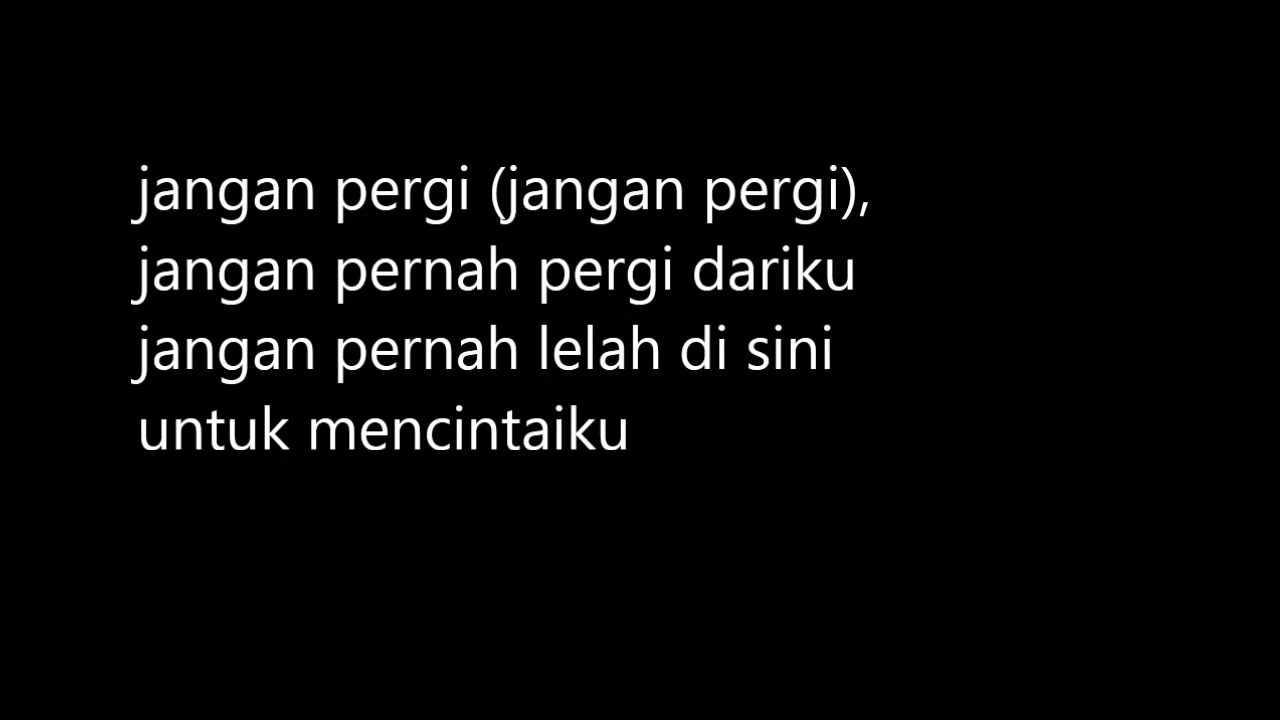 jangan pergi (jangan pergi),
jangan pernah pergi dariku
jangan pernah lelah di sini
untuk mencintaiku